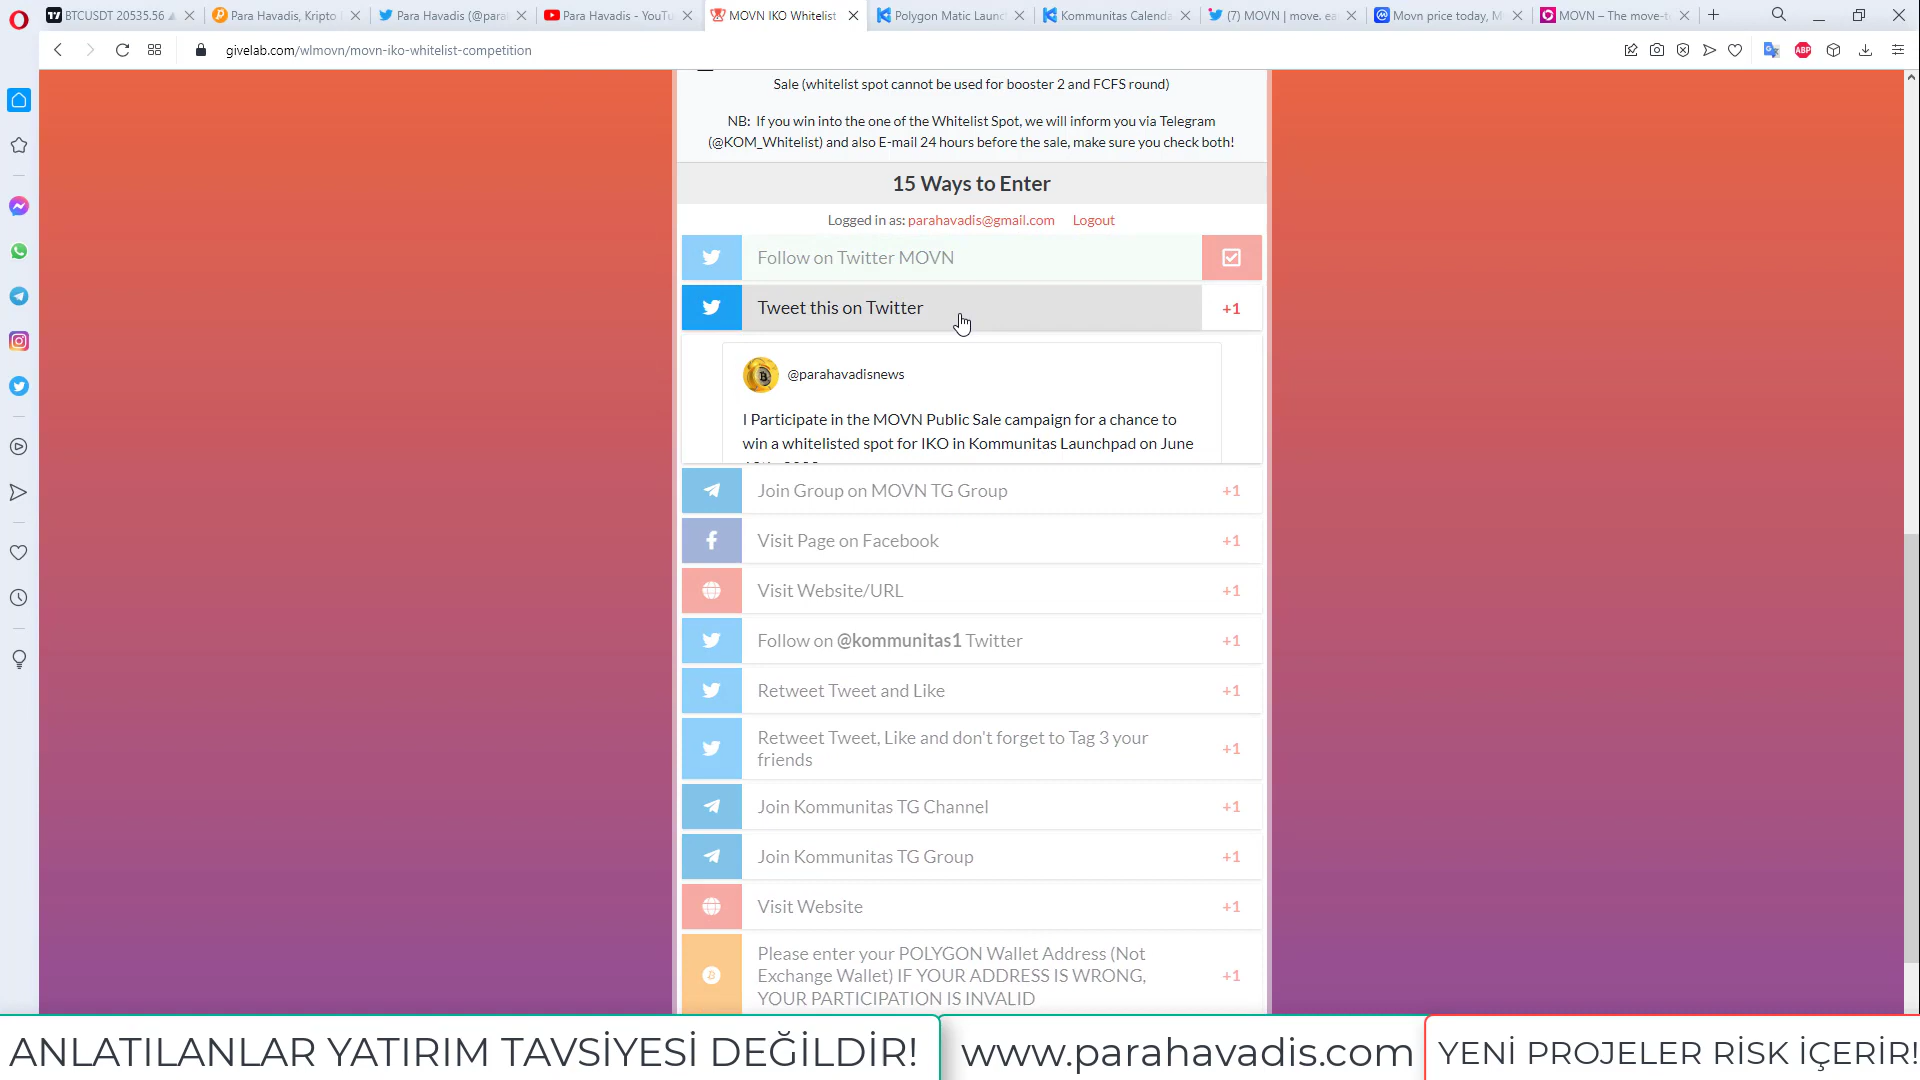 BTCUSDT 20535.56
Para Havadis, Kripto
Para Havadis (@para
Para Havadis - YouTu
MOVN IKO Whitelist
Polygon Matic Launc
Kommunitas Calenda
(7) MOVN | move. ea
Movn price today, M
MOVN – The move-t
givelab.com/wlmovn/movn-iko-whitelist-competition
ABP
Sale (whitelist spot cannot be used for booster 2 and FCFS round)
NB: If you win into the one of the Whitelist Spot, we will inform you via Telegram
(@KOM_Whitelist) and also E-mail 24 hours before the sale, make sure you check both!
15 Ways to Enter
Logged in as: parahavadis@gmail.com Logout
Follow on Twitter MOVN
Tweet this on Twitter +1
@parahavadisnews
I Participate in the MOVN Public Sale campaign for a chance to
win a whitelisted spot for IKO in Kommunitas Launchpad on June
Join Group on MOVN TG Group +1
Visit Page on Facebook +1
Visit Website/URL +1
Follow on @kommunitas1 Twitter +1
Retweet Tweet and Like +1
Retweet Tweet, Like and don't forget to Tag 3 your
friends +1
Join Kommunitas TG Channel +1
Join Kommunitas TG Group +1
Visit Website +1
Please enter your POLYGON Wallet Address (Not
Exchange Wallet) IF YOUR ADDRESS IS WRONG, +1
YOUR PARTICIPATION IS INVALID
ANLATILANLAR YATIRIM TAVSİYESİ DEĞİLDİR!
www.parahavadis.com
YENİ PROJELER RİSK İÇERİR!